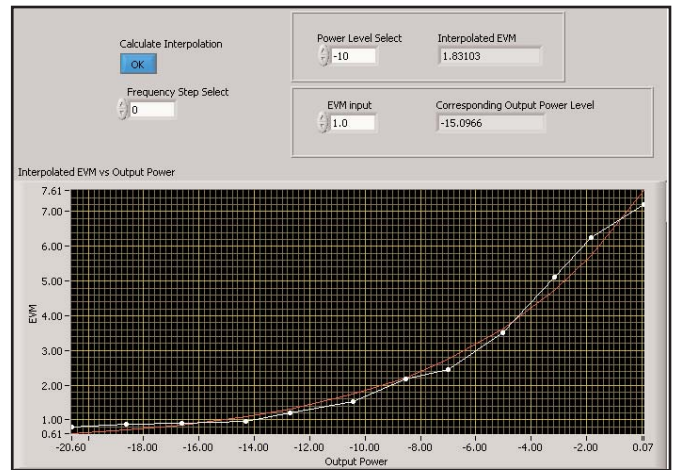 Calculate Interpolation
OK
Frequency Step Select
0
Power Level Select
-10
Interpolated EVM
1.83103
EVM input
1.0
Corresponding Output Power Level
-15.0966
Interpolated EVM vs Output Power
7.61
7.00
6.00
5.00
4.00
3.00
2.00
1.00
0.61
EVM
-20.60
-18.00
-16.00
-14.00
-12.00
-10.00
-8.00
-6.00
-4.00
-2.00
0.07
Output Power